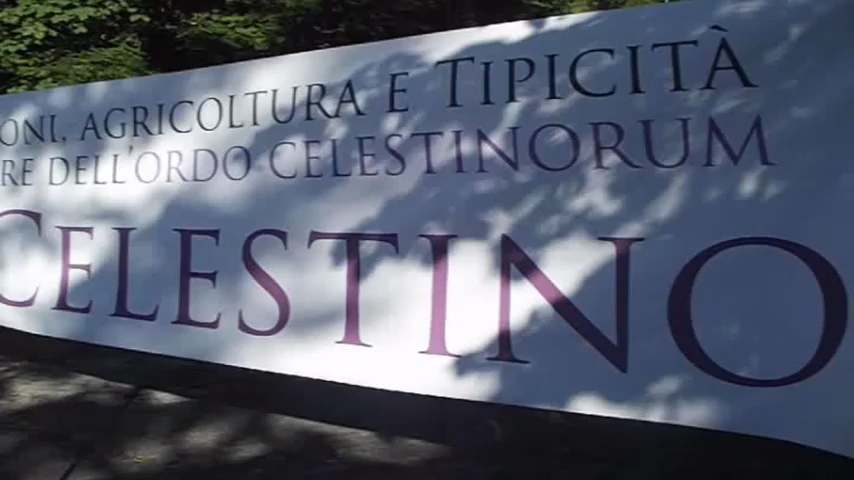 ONI, AGRICOLTURA E TIPICITÀ
RE DELL'ORDO CELESTINORUM
CELESTINO